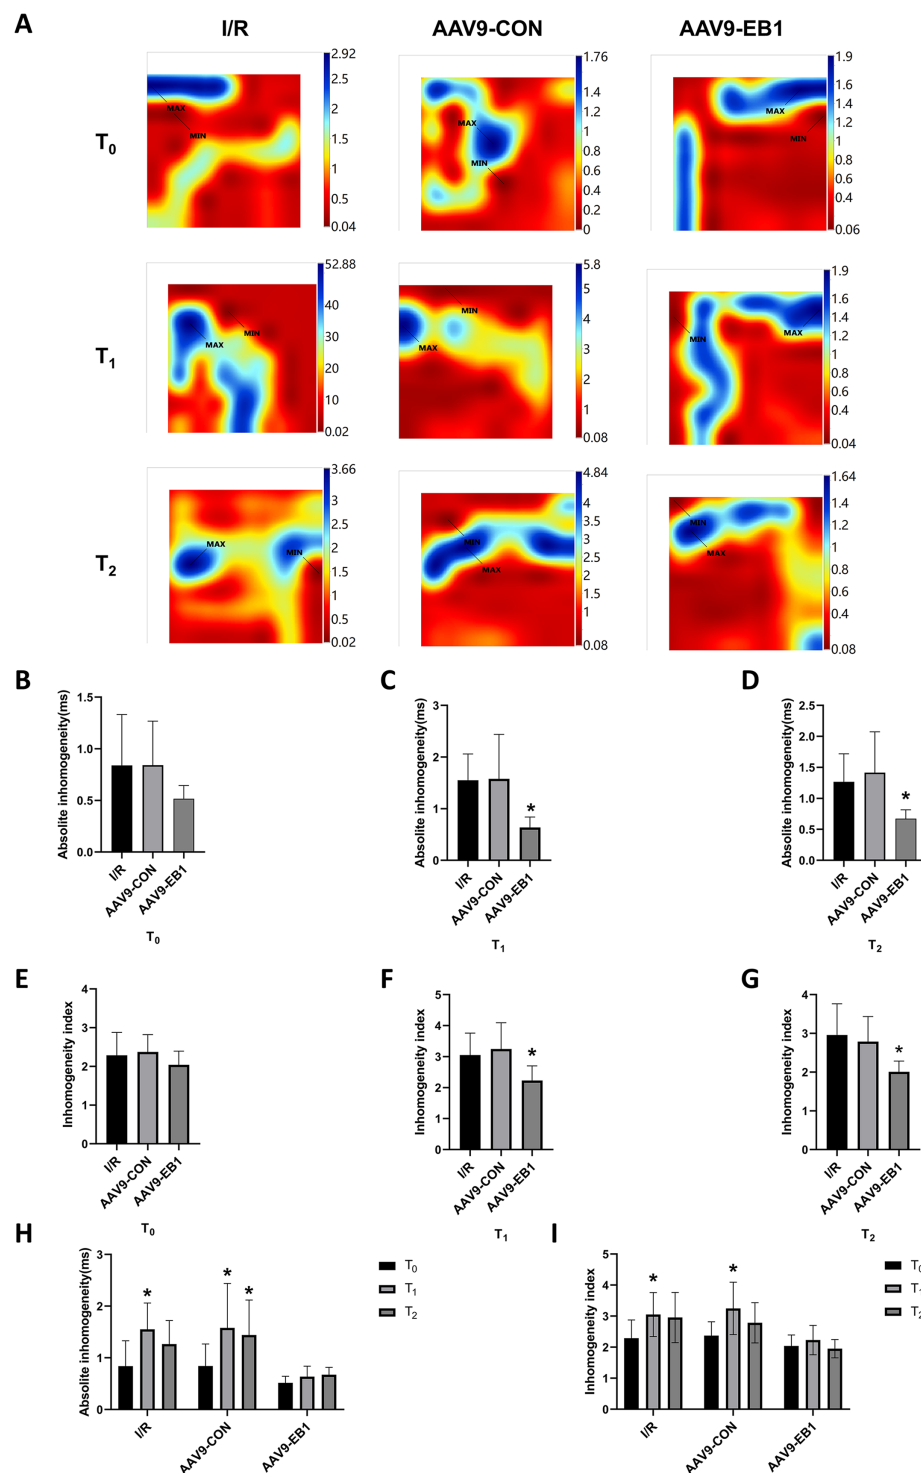 A
I/R
AAV9-CON
AAV9-EB1
T0
2.92
2.5
2
1.5
1
0.5
0.04
MAX
MIN
1.76
1.4
1.2
1
0.8
0.6
0.4
0.2
0
MAX
MIN
1.9
1.6
1.4
1.2
1
0.8
0.6
0.4
0.06
MAX
MIN
T1
52.88
40
30
20
10
0.02
MIN
MAX
5.8
5
4
3
2
1
0.08
MIN
MAX
1.9
1.6
1.4
1.2
1
0.8
0.6
0.4
0.04
MIN
MAX
T2
3.66
3
2.5
2
1.5
1
0.5
0.02
MAX
MIN
4.84
4
3.5
3
2.5
2
1.5
1
0.08
MIN
MAX
1.64
1.4
1.2
1
0.8
0.6
0.4
0.08
MIN
MAX
B
Absolite inhomogeneity(ms)
1.5
1.0
0.5
0.0
I/R
AAV9-CON
AAV9-EB1
T0
C
Absolite inhomogeneity(ms)
3
2
1
0
*
I/R
AAV9-CON
AAV9-EB1
T1
D
Absolite inhomogeneity(ms)
2.5
2.0
1.5
1.0
0.5
0.0
*
I/R
AAV9-CON
AAV9-EB1
T2
E
Inhomogeneity index
4
3
2
1
0
I/R
AAV9-CON
AAV9-EB1
T0
F
Inhomogeneity index
5
4
3
2
1
0
*
I/R
AAV9-CON
AAV9-EB1
T1
G
Inhomogeneity index
5
4
3
2
1
0
*
I/R
AAV9-CON
AAV9-EB1
T2
H
Absolite inhomogeneity(ms)
3
2
1
0
*
*
*
I/R
AAV9-CON
AAV9-EB1
T0
T1
T2
I
Inhomogeneity index
5
4
3
2
1
0
*
*
I/R
AAV9-CON
AAV9-EB1
T0
T1
T2